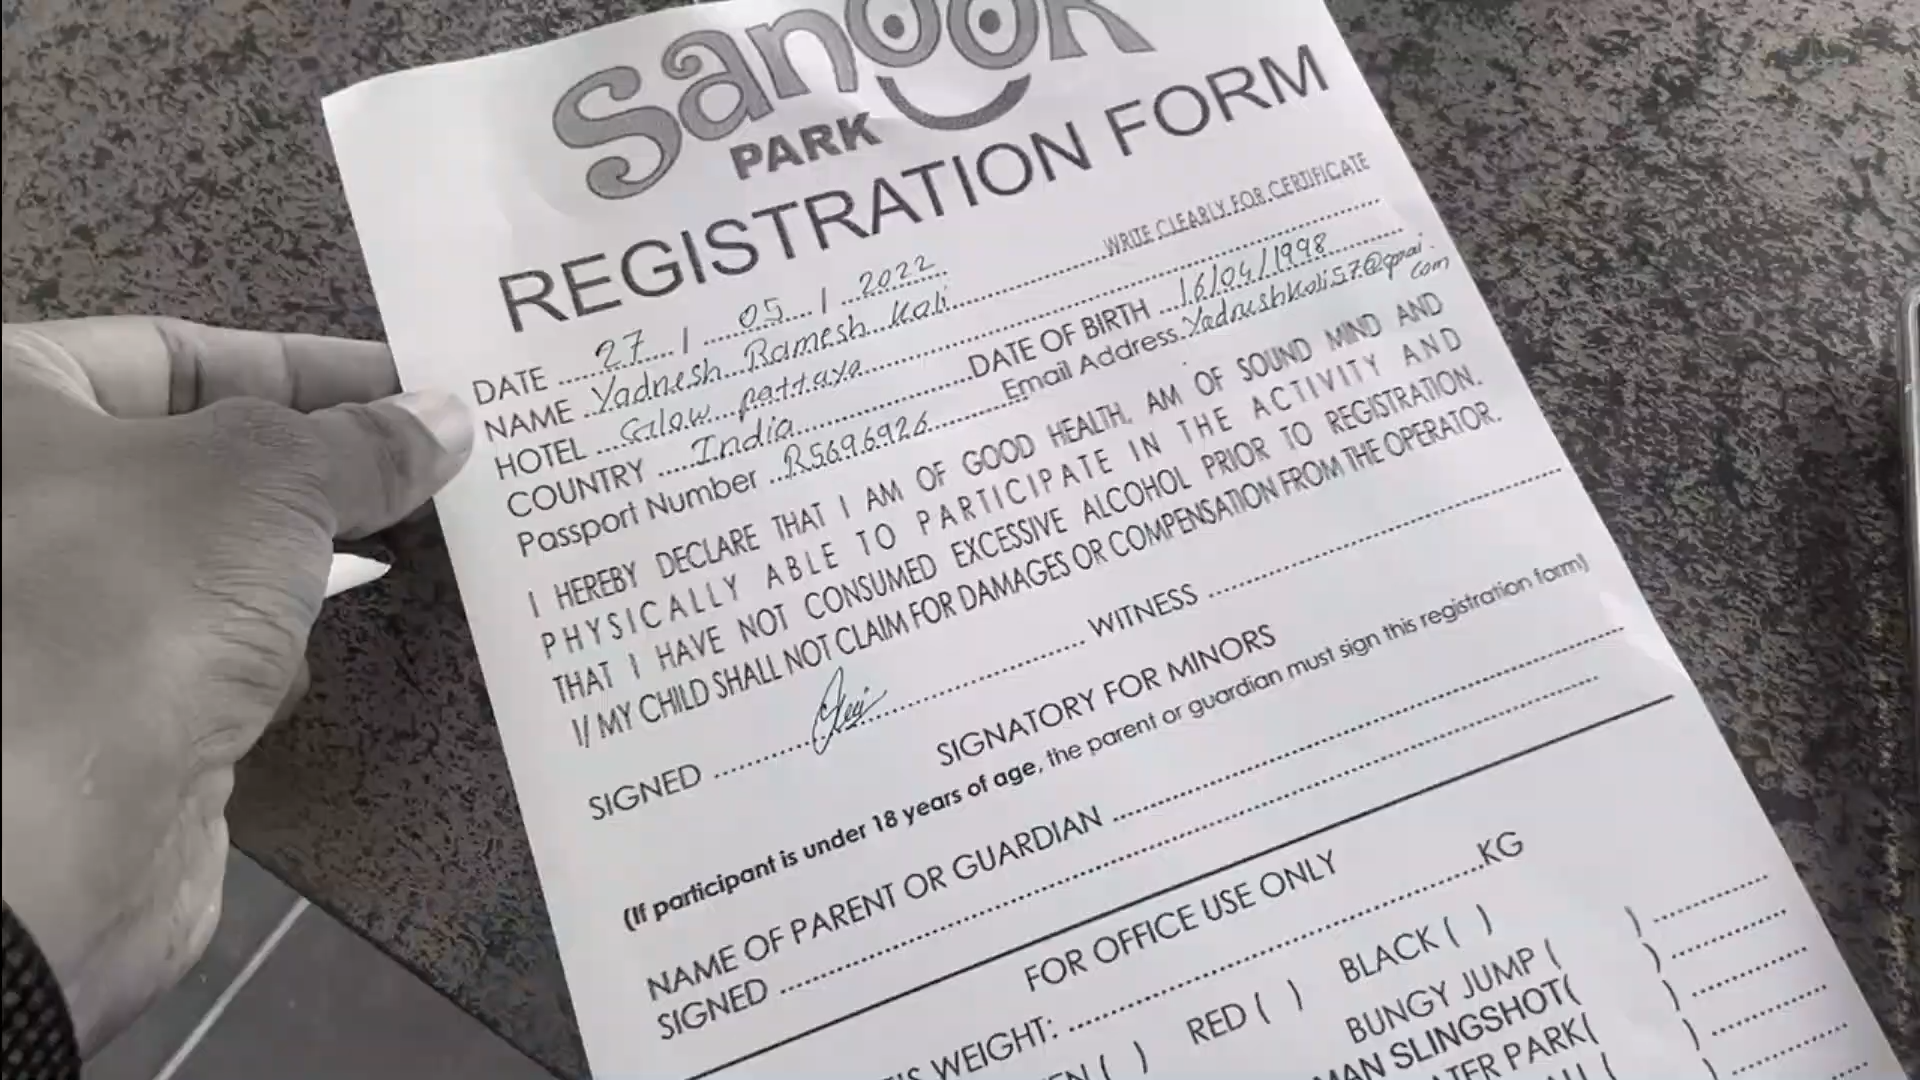 Sanook
PARK
REGISTRATION FORM
WRITE CLEARLY FOR CERTIFICATE
DATE ......27..../......05..../...2022
NAME .Yadnesh...Ramesh...Koli
HOTEL ............pattaya
COUNTRY .....India.......DATE OF BIRTH ...16/04/1998
Passport Number ...R5696926.......Email Address.Yadneshkoli57@gmai.
com
I HEREBY DECLARE THAT I AM OF GOOD HEALTH, AM OF SOUND MIND AND
PHYSICALLY ABLE TO PARTICIPATE IN THE ACTIVITY AND
THAT I HAVE NOT CONSUMED EXCESSIVE ALCOHOL PRIOR TO REGISTRATION.
I/ MY CHILD SHALL NOT CLAIM FOR DAMAGES OR COMPENSATION FROM THE OPERATOR.
SIGNED .................... WITNESS ....................
SIGNATORY FOR MINORS
(If participant is under 18 years of age, the parent or guardian must sign this registration form)
NAME OF PARENT OR GUARDIAN ....................
SIGNED ....................
FOR OFFICE USE ONLY
'S WEIGHT: ....................KG
EN ( ) RED ( ) BLACK ( )
BUNGY JUMP ( ) ..........
MAN SLINGSHOT( ) ..........
TER PARK( ) ..........